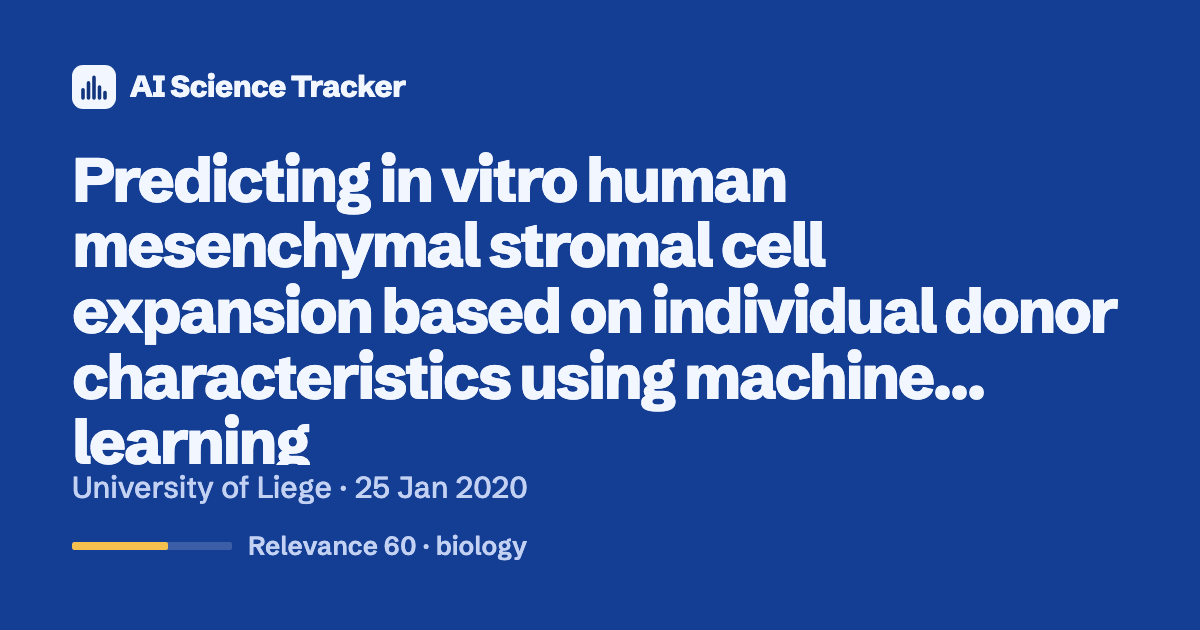 AI Science Tracker
Predicting in vitro human
mesenchymal stromal cell
expansion based on individual donor
characteristics using machine...
learning
University of Liege · 25 Jan 2020
Relevance 60 · biology